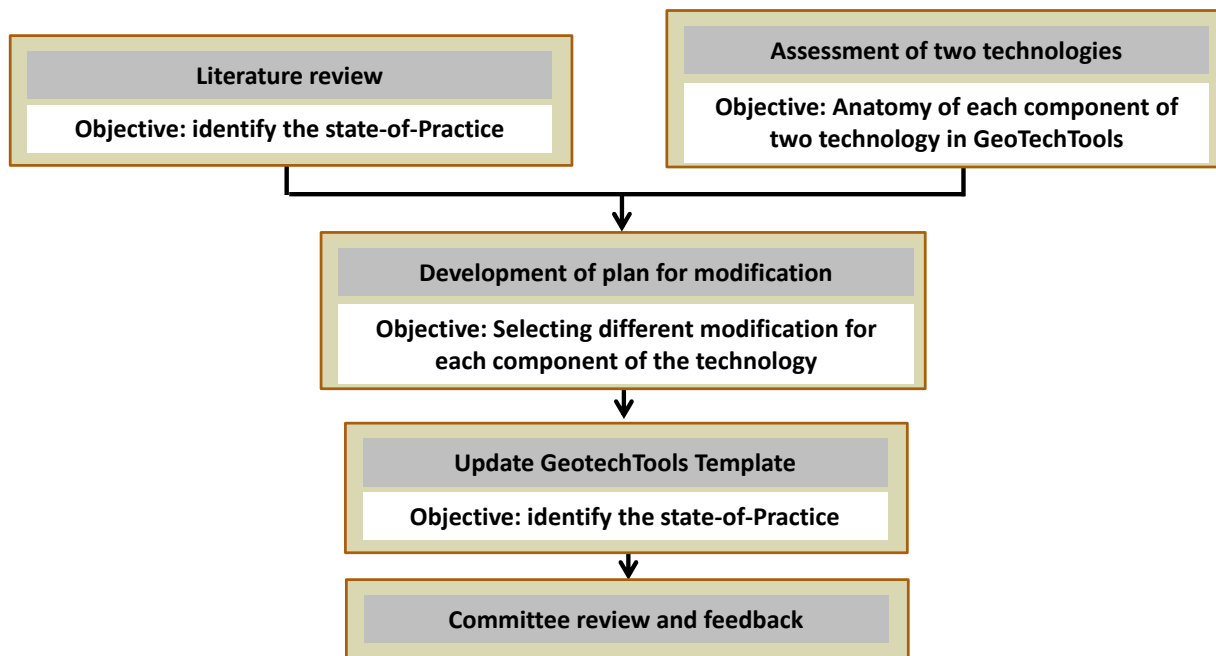 Literature review
Objective: identify the state-of-Practice
Assessment of two technologies
Objective: Anatomy of each component of
two technology in GeoTechTools
Development of plan for modification
Objective: Selecting different modification for
each component of the technology
Update GeotechTools Template
Objective: identify the state-of-Practice
Committee review and feedback